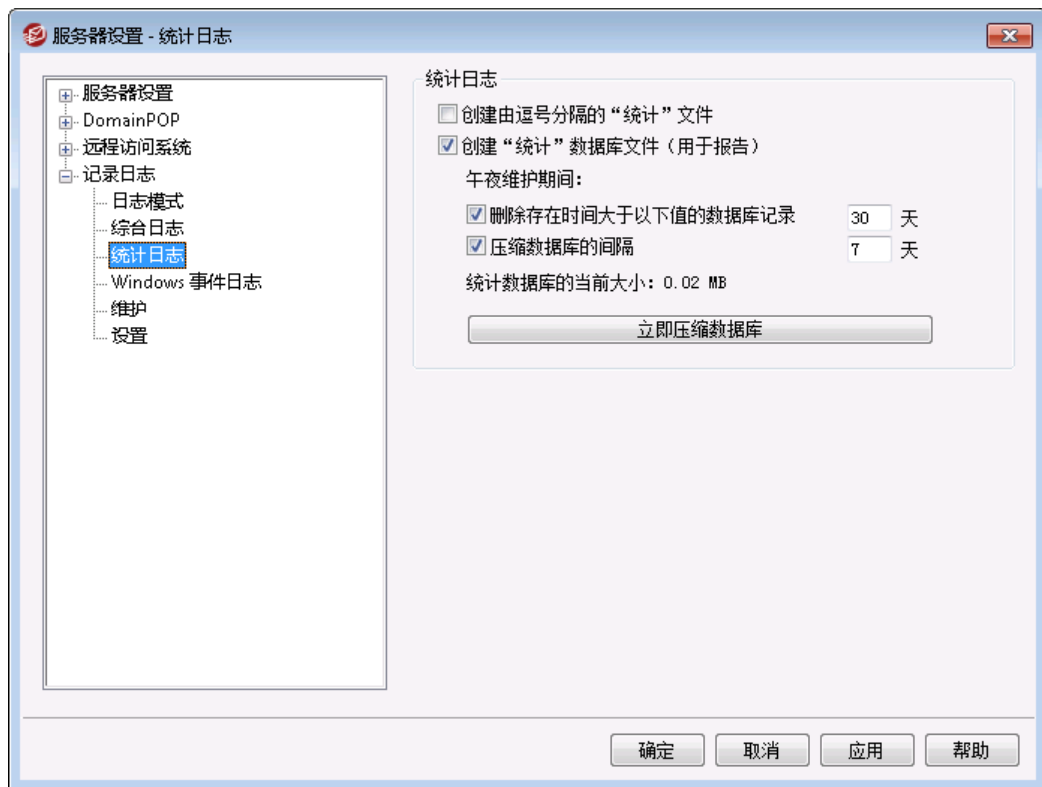 服务器设置 - 统计日志
服务器设置
DomainPOP
远程访问系统
记录日志
日志模式
综合日志
统计日志
Windows 事件日志
维护
设置
统计日志
创建由逗号分隔的“统计”文件
创建“统计”数据库文件（用于报告）
午夜维护期间：
删除存在时间大于以下值的数据库记录 30 天
压缩数据库的间隔 7 天
统计数据库的当前大小：0.02 MB
立即压缩数据库
确定 取消 应用 帮助